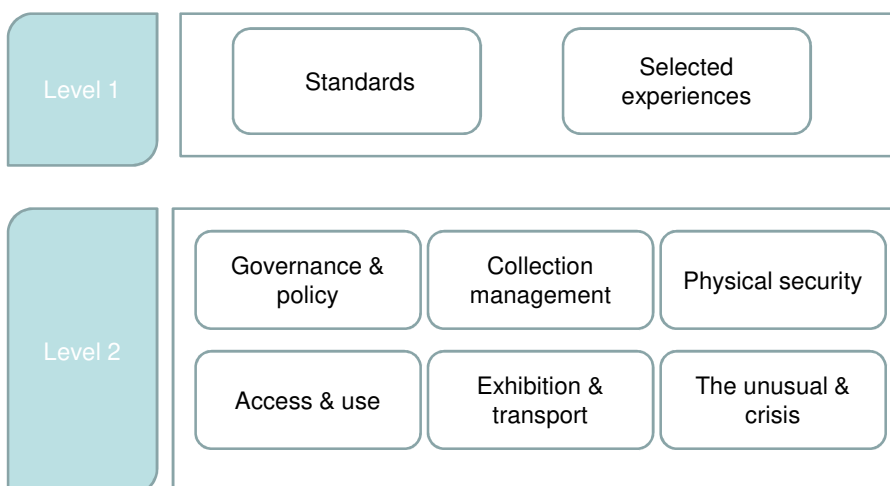 Level 1
Standards
Selected
experiences
Level 2
Governance &
policy
Collection
management
Physical security
Access & use
Exhibition &
transport
The unusual &
crisis